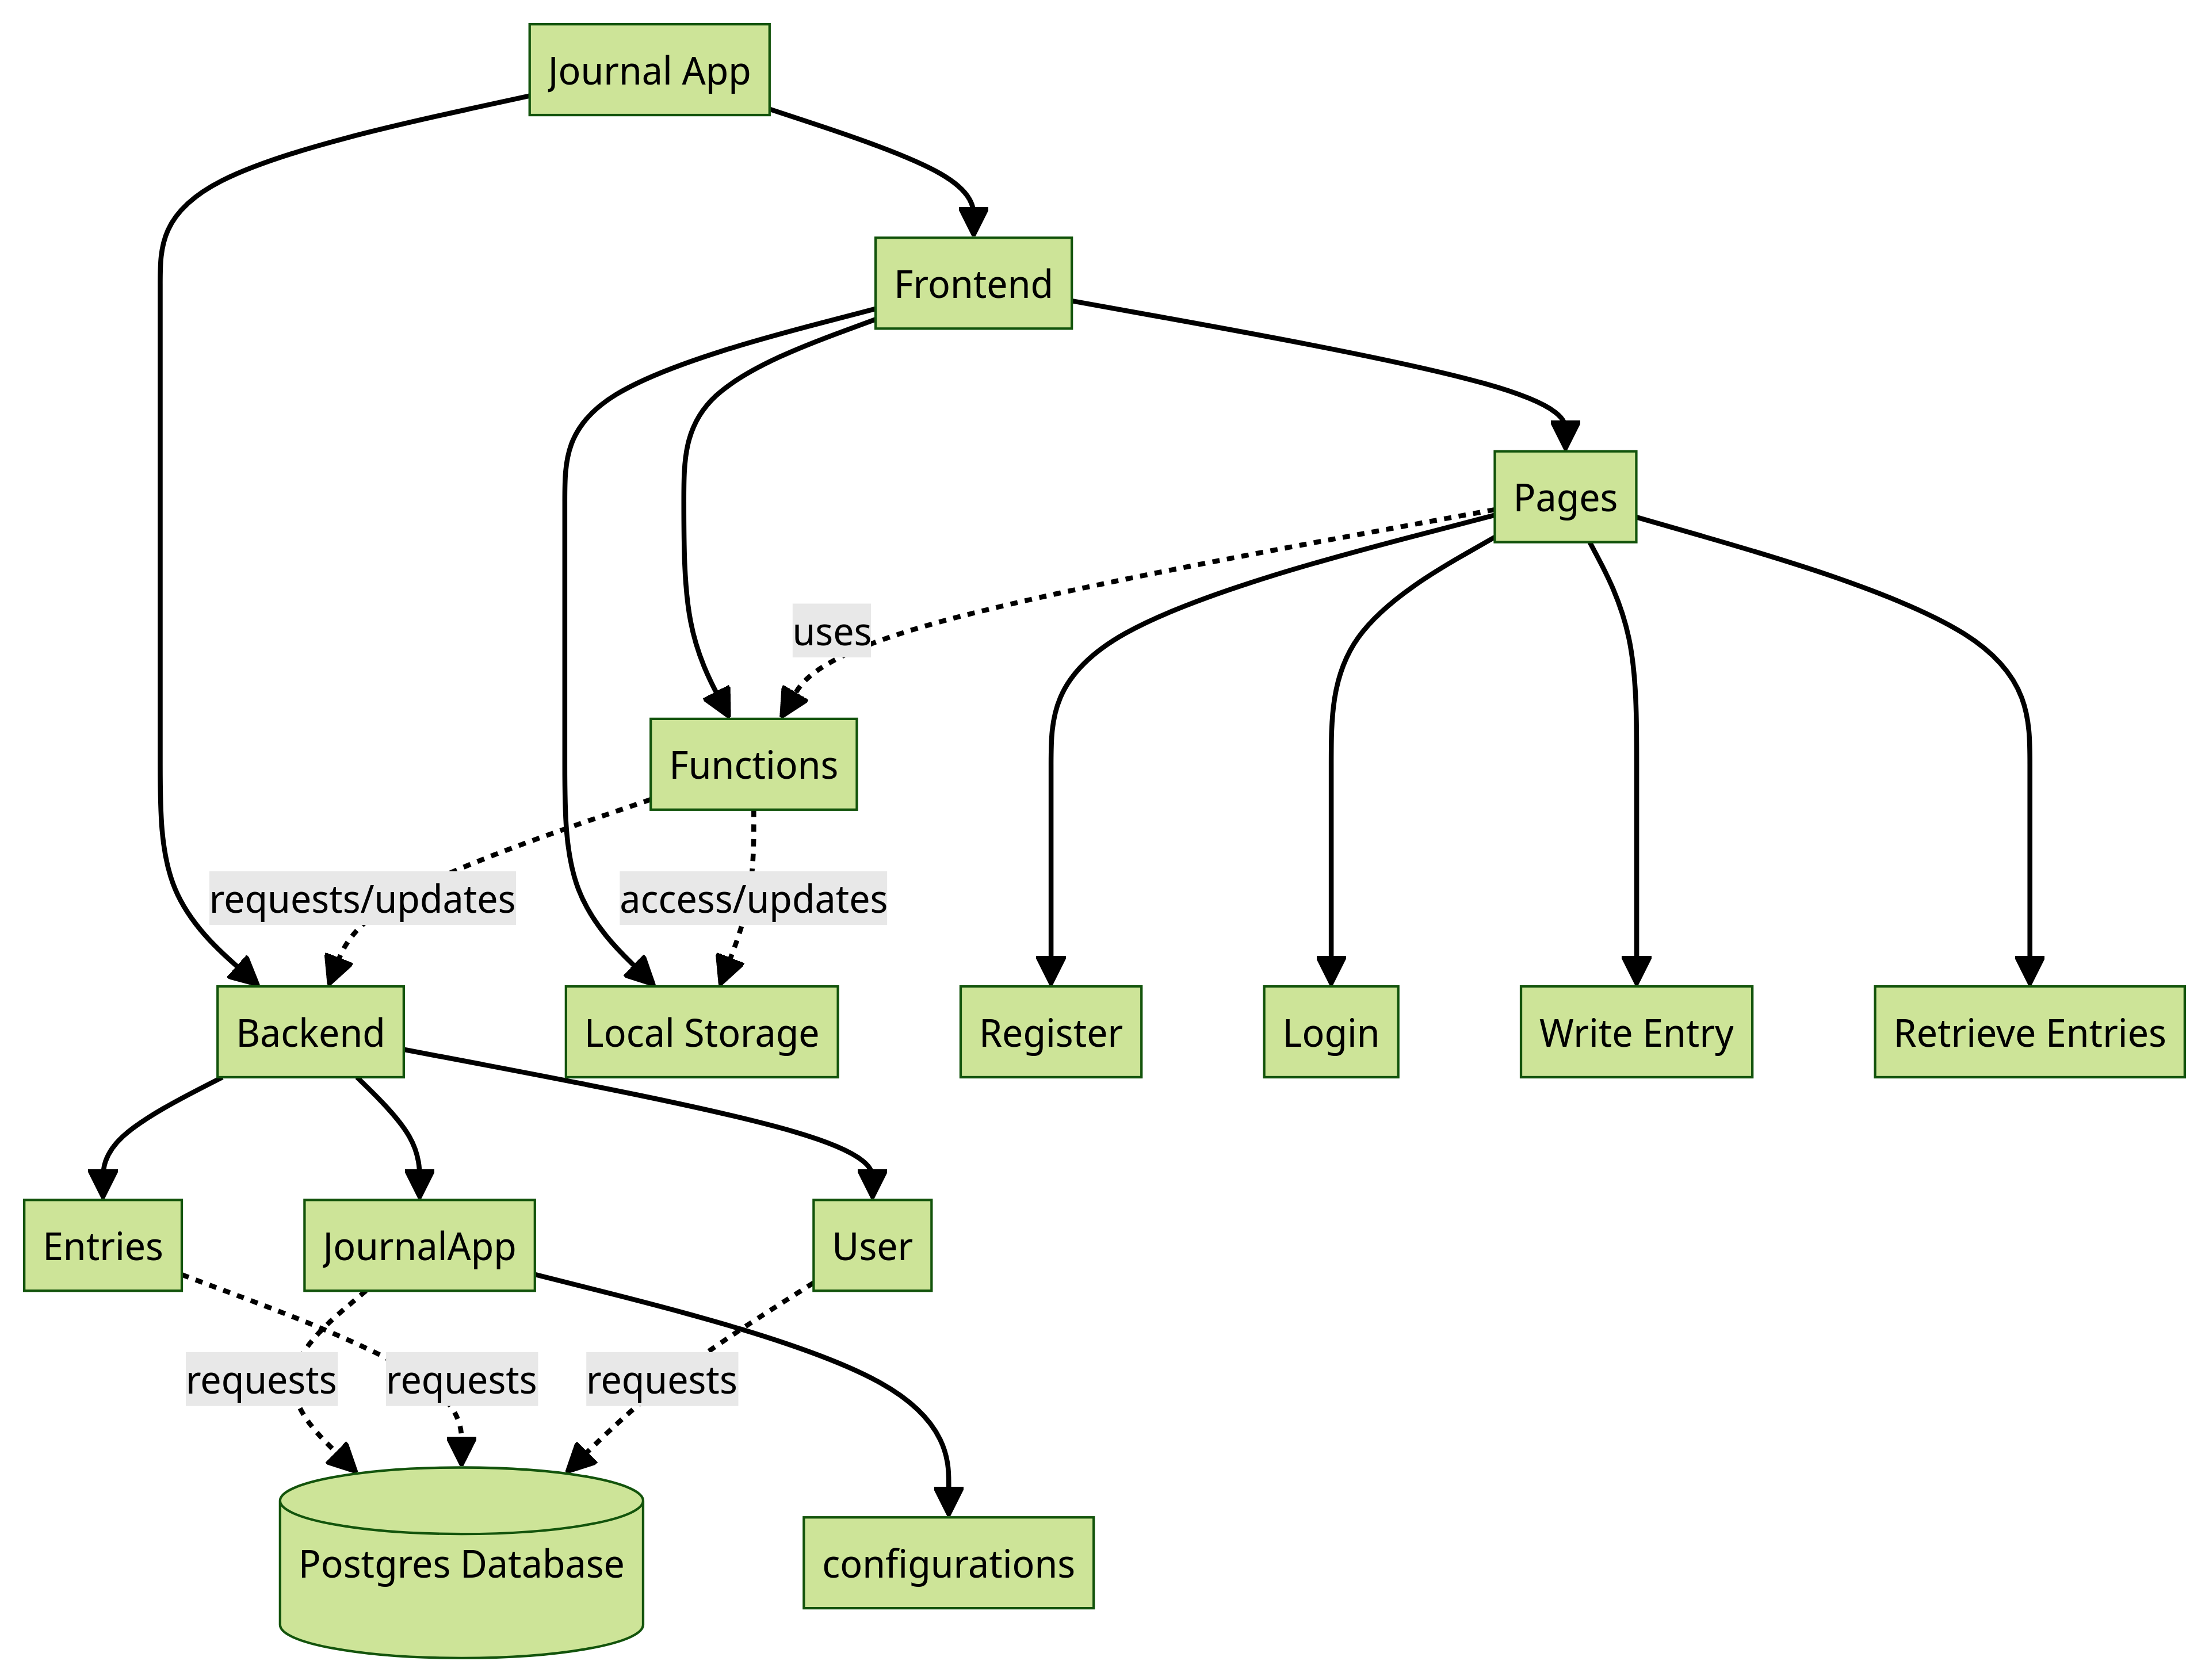 Journal App
Frontend
Pages
uses
Functions
requests/updates
access/updates
Backend
Local Storage
Register
Login
Write Entry
Retrieve Entries
Entries
JournalApp
User
requests
requests
requests
Postgres Database
configurations